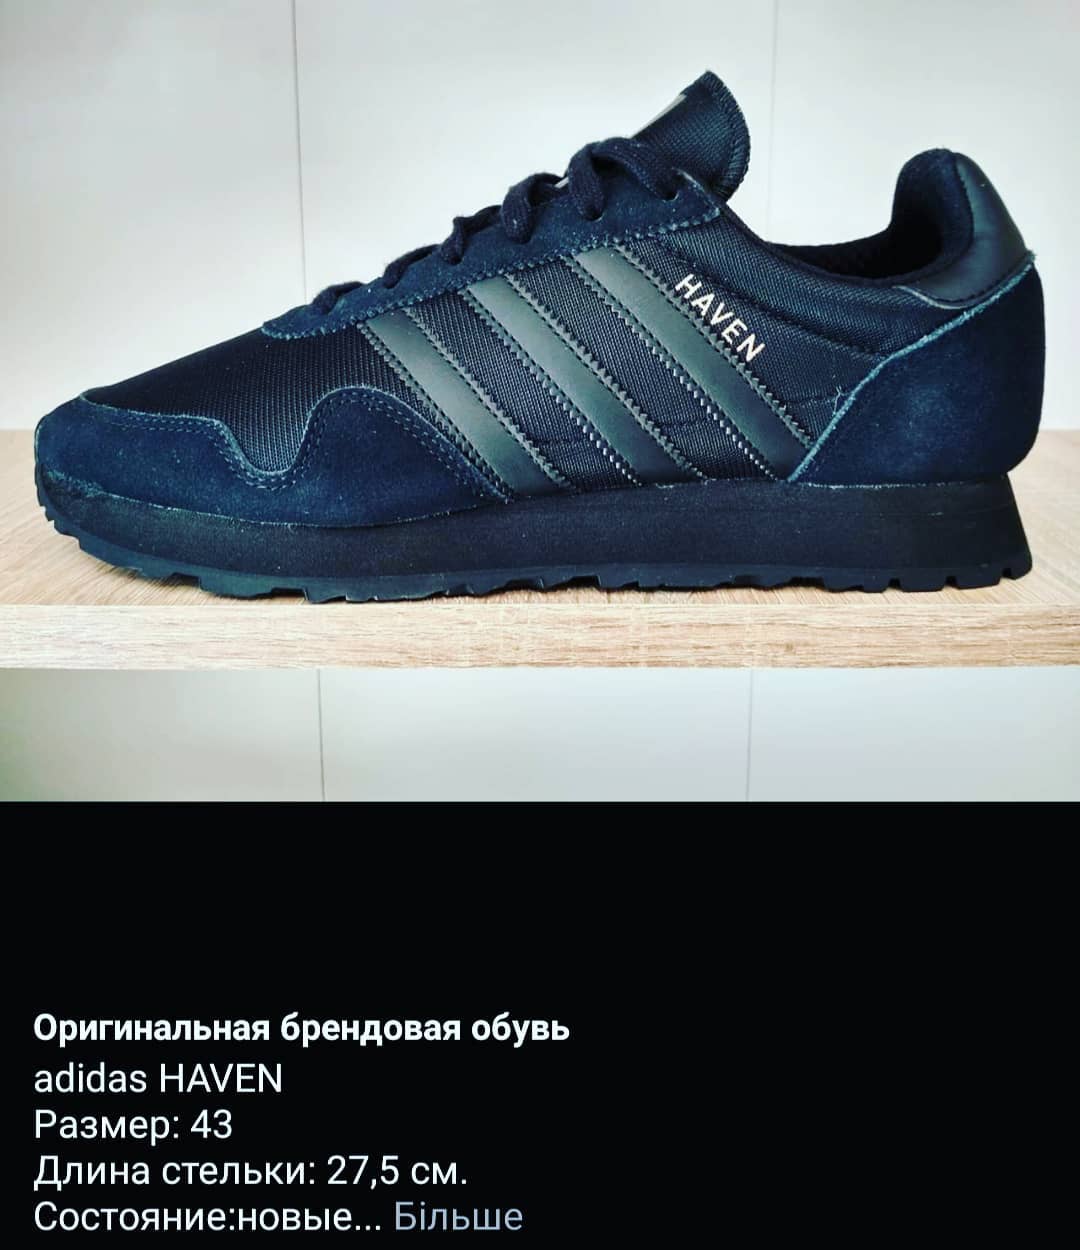 HAVEN
Оригинальная брендовая обувь
adidas HAVEN
Размер: 43
Длина стельки: 27,5 см.
Состояние:новые... Більше